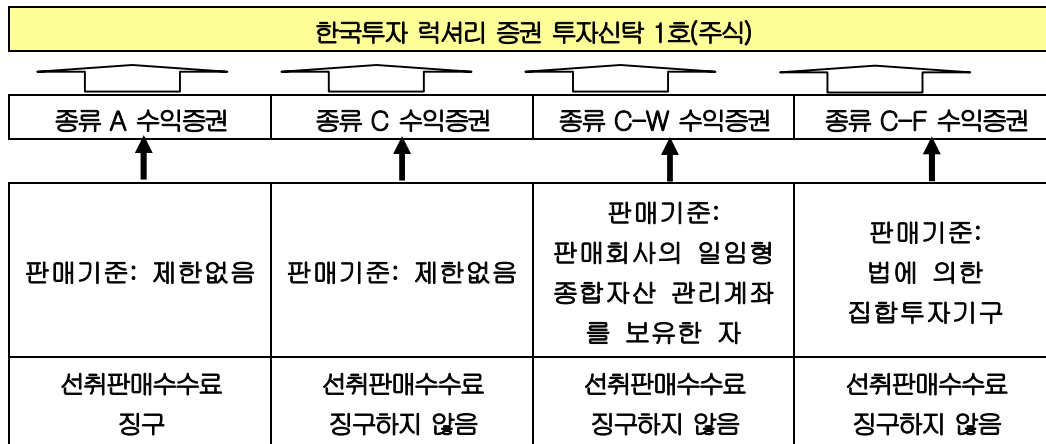 한국투자 럭셔리 증권 투자신탁 1호(주식)
종류 A 수익증권
종류 C 수익증권
종류 C-W 수익증권
종류 C-F 수익증권
판매기준: 제한없음
판매기준: 제한없음
판매기준:
판매회사의 일임형
종합자산 관리계좌
를 보유한 자
판매기준:
법에 의한
집합투자기구
선취판매수수료
징구
선취판매수수료
징구하지 않음
선취판매수수료
징구하지 않음
선취판매수수료
징구하지 않음